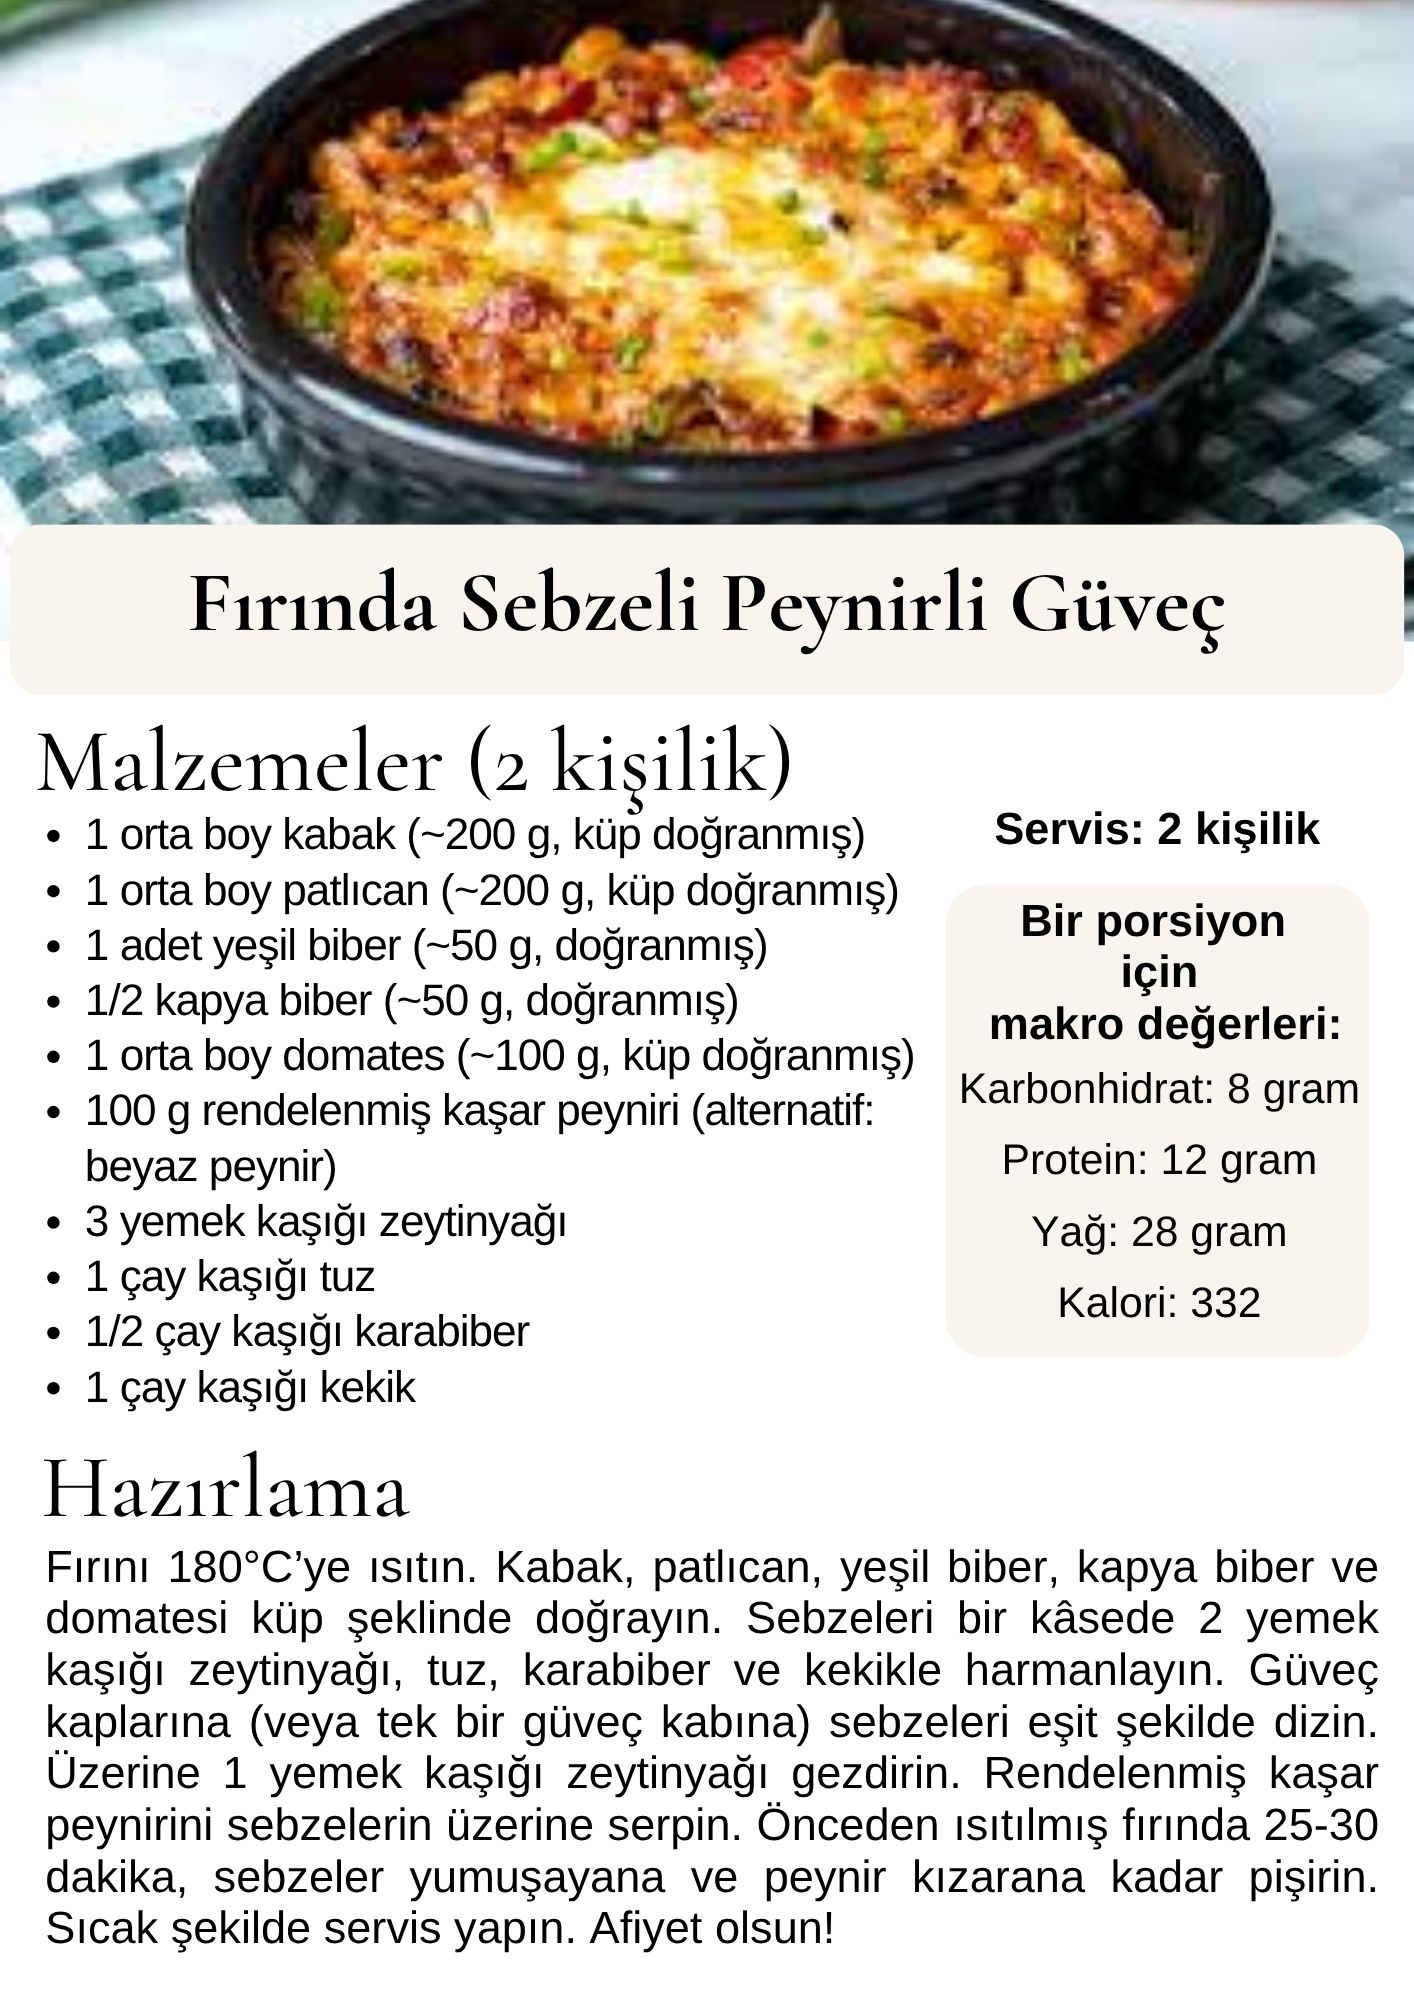 Fırında Sebzeli Peynirli Güveç
Malzemeler (2 kişilik)
• 1 orta boy kabak (~200 g, küp doğranmış)
• 1 orta boy patlıcan (~200 g, küp doğranmış)
• 1 adet yeşil biber (~50 g, doğranmış)
• 1/2 kapya biber (~50 g, doğranmış)
• 1 orta boy domates (~100 g, küp doğranmış)
• 100 g rendelenmiş kaşar peyniri (alternatif:
beyaz peynir)
• 3 yemek kaşığı zeytinyağı
• 1 çay kaşığı tuz
• 1/2 çay kaşığı karabiber
• 1 çay kaşığı kekik
Servis: 2 kişilik
Bir porsiyon
için
makro değerleri:
Karbonhidrat: 8 gram
Protein: 12 gram
Yağ: 28 gram
Kalori: 332
Hazırlama
Fırını 180°C’ye ısıtın. Kabak, patlıcan, yeşil biber, kapya biber ve
domatesi küp şeklinde doğrayın. Sebzeleri bir kâsede 2 yemek
kaşığı zeytinyağı, tuz, karabiber ve kekikle harmanlayın. Güveç
kaplarına (veya tek bir güveç kabına) sebzeleri eşit şekilde dizin.
Üzerine 1 yemek kaşığı zeytinyağı gezdirin. Rendelenmiş kaşar
peynirini sebzelerin üzerine serpin. Önceden ısıtılmış fırında 25-30
dakika, sebzeler yumuşayana ve peynir kızarana kadar pişirin.
Sıcak şekilde servis yapın. Afiyet olsun!